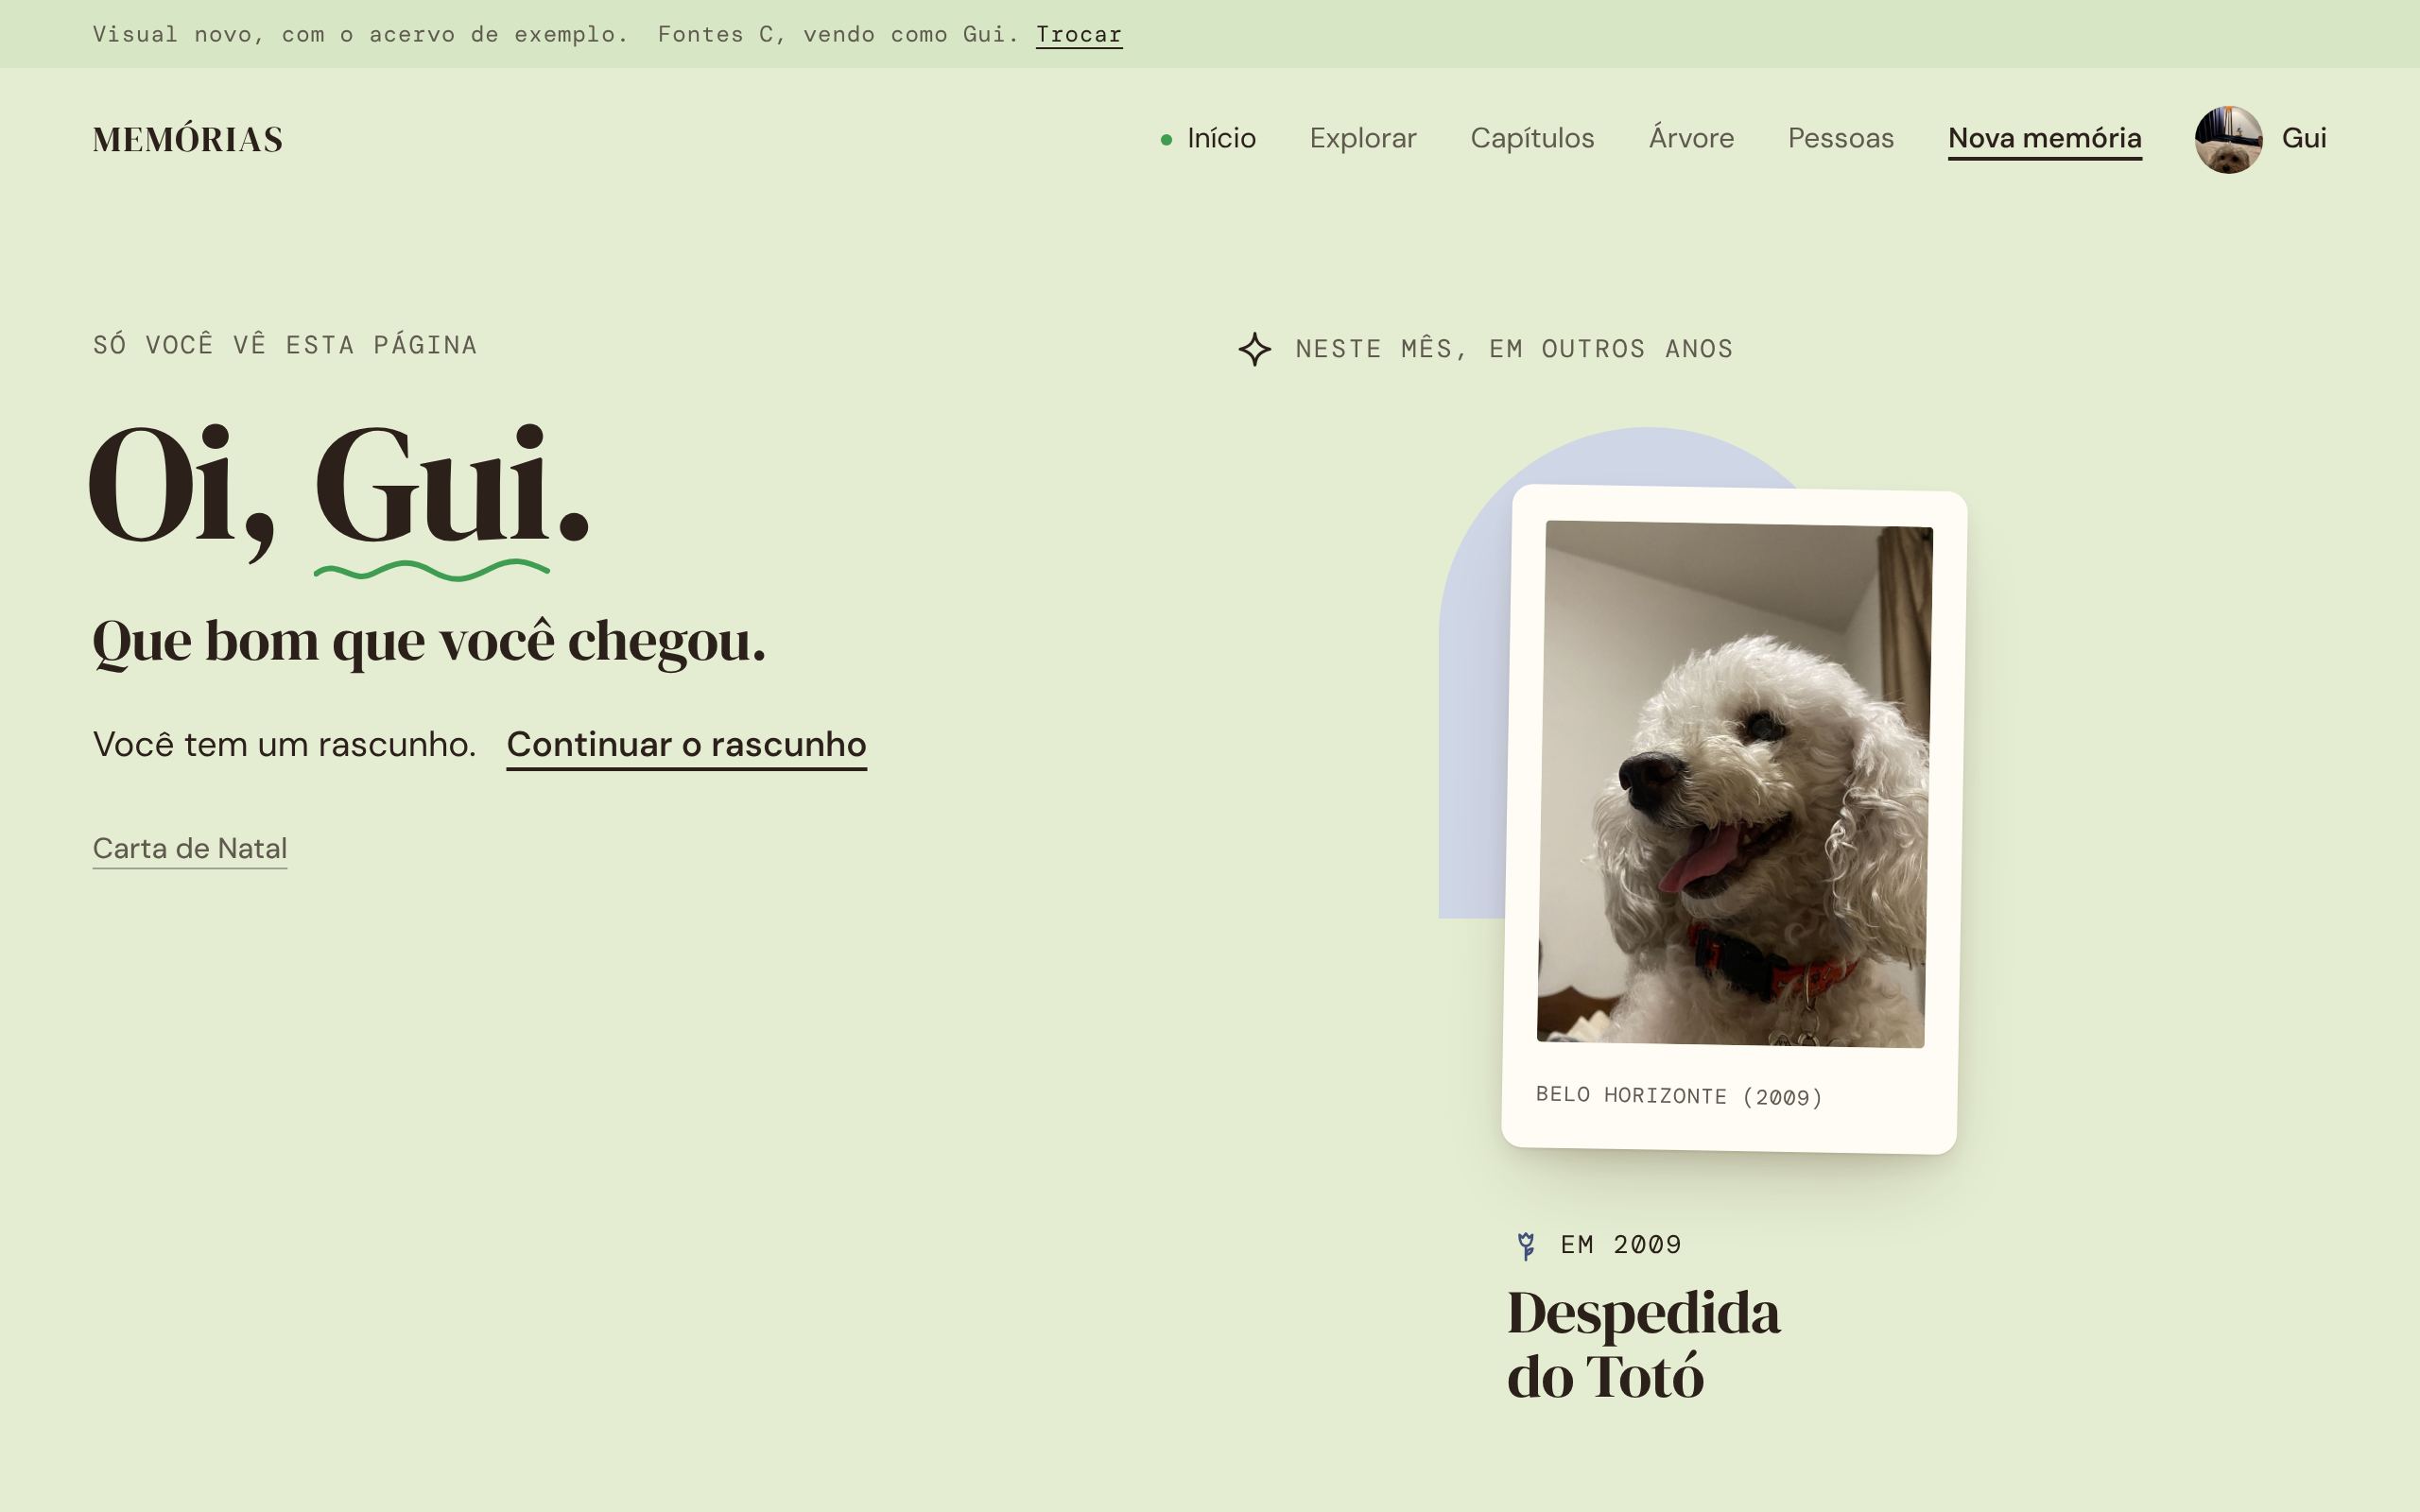 Visual novo, com o acervo de exemplo. Fontes C, vendo como Gui. Trocar
MEMÓRIAS
Início Explorar Capítulos Árvore Pessoas Nova memória Gui
SÓ VOCÊ VÊ ESTA PÁGINA
Oi, Gui.
Que bom que você chegou.
Você tem um rascunho. Continuar o rascunho
Carta de Natal
NESTE MÊS, EM OUTROS ANOS
BELO HORIZONTE (2009)
EM 2009
Despedida
do Totó